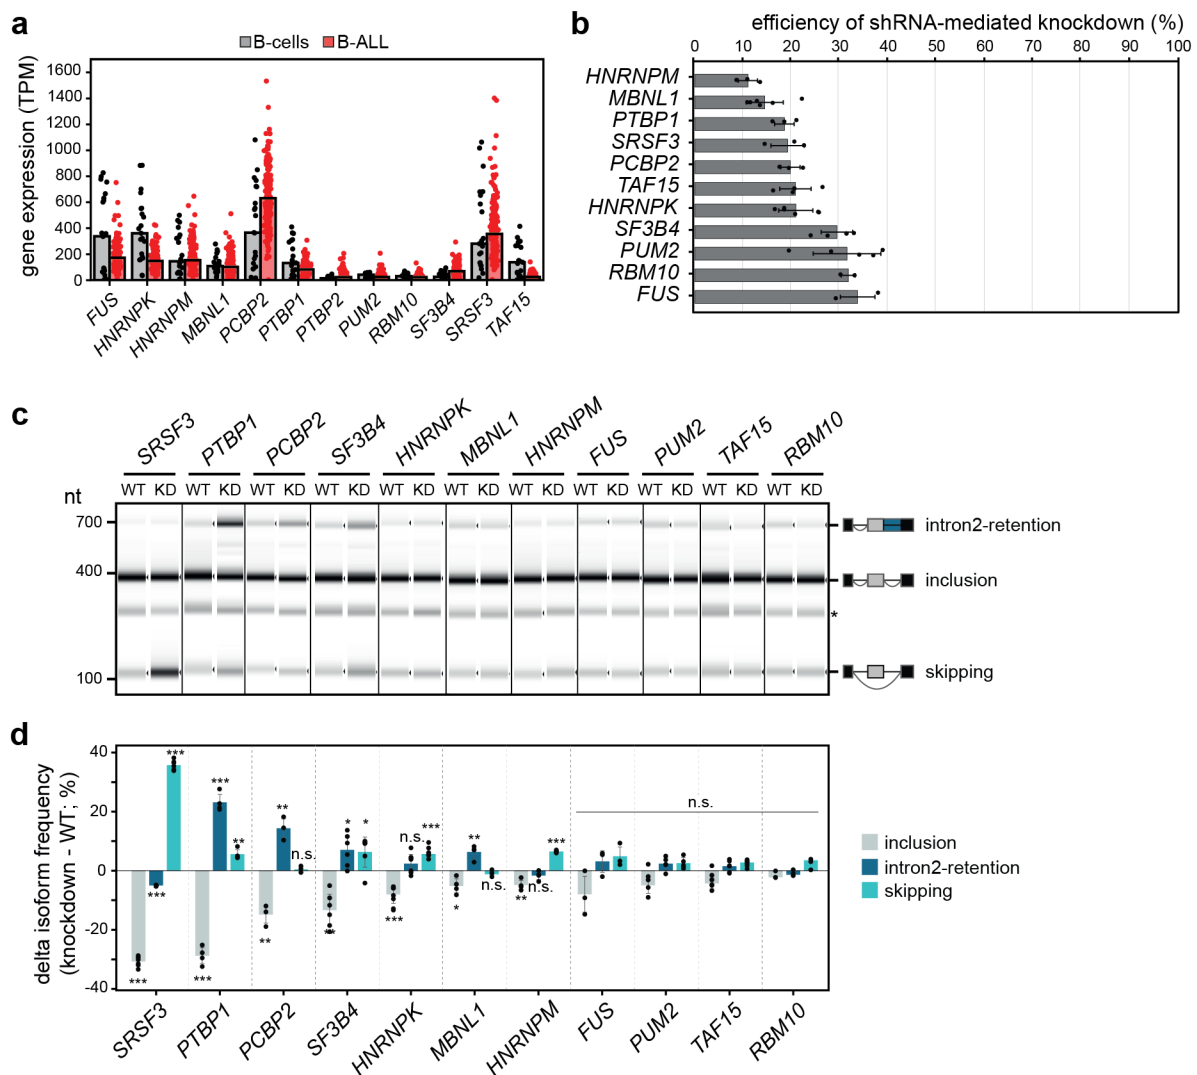 a
B-cells B-ALL
gene expression (TPM)
1600
1400
1200
1000
800
600
400
200
0
FUS HNRNPK HNRNPM MBNL1 PCBP2 PTBP1 PTBP2 PUM2 RBM10 SF3B4 SRSF3 TAF15
b
efficiency of shRNA-mediated knockdown (%)
0 10 20 30 40 50 60 70 80 90 100
HNRNPM
MBNL1
PTBP1
SRSF3
PCBP2
TAF15
HNRNPK
SF3B4
PUM2
RBM10
FUS
c
SRSF3 PTBP1 PCBP2 SF3B4 HNRNPK MBNL1 HNRNPM FUS PUM2 TAF15 RBM10
nt
WT KD WT KD WT KD WT KD WT KD WT KD WT KD WT KD WT KD WT KD WT KD
700
intron2-retention
400
inclusion
*
100
skipping
d
delta isoform frequency
(knockdown - WT; %)
40
20
0
-20
-40
*** *** *** *** *** ** ** ** n.s. ** * * n.s. *** *** ** n.s. * *** n.s. ** n.s.
inclusion
intron2-retention
skipping
SRSF3 PTBP1 PCBP2 SF3B4 HNRNPK MBNL1 HNRNPM FUS PUM2 TAF15 RBM10